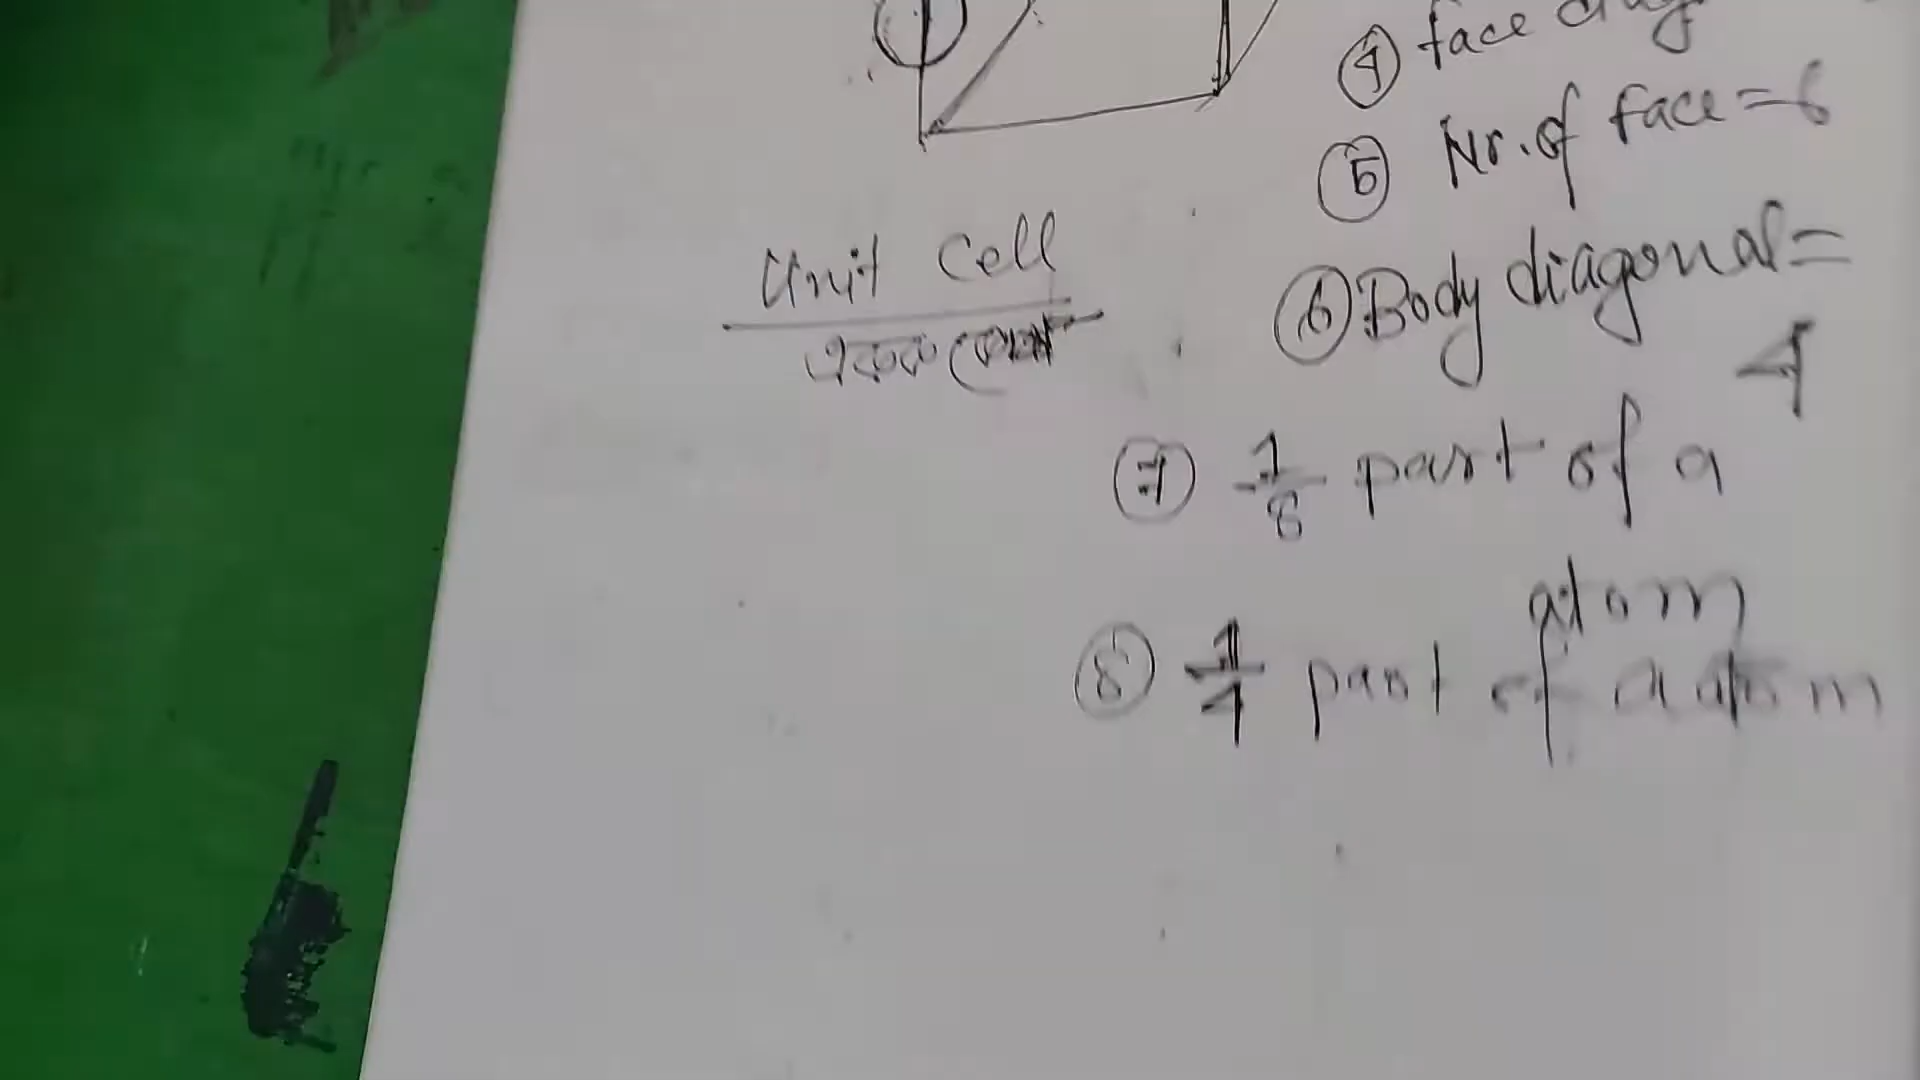 ④ face diag
⑤ Nr. of face = 6
Unit Cell
একক কোষ
⑥ Body diagonal =
4
⑦ 1/8 part of a
atom
⑧ 1/4 part of a atom